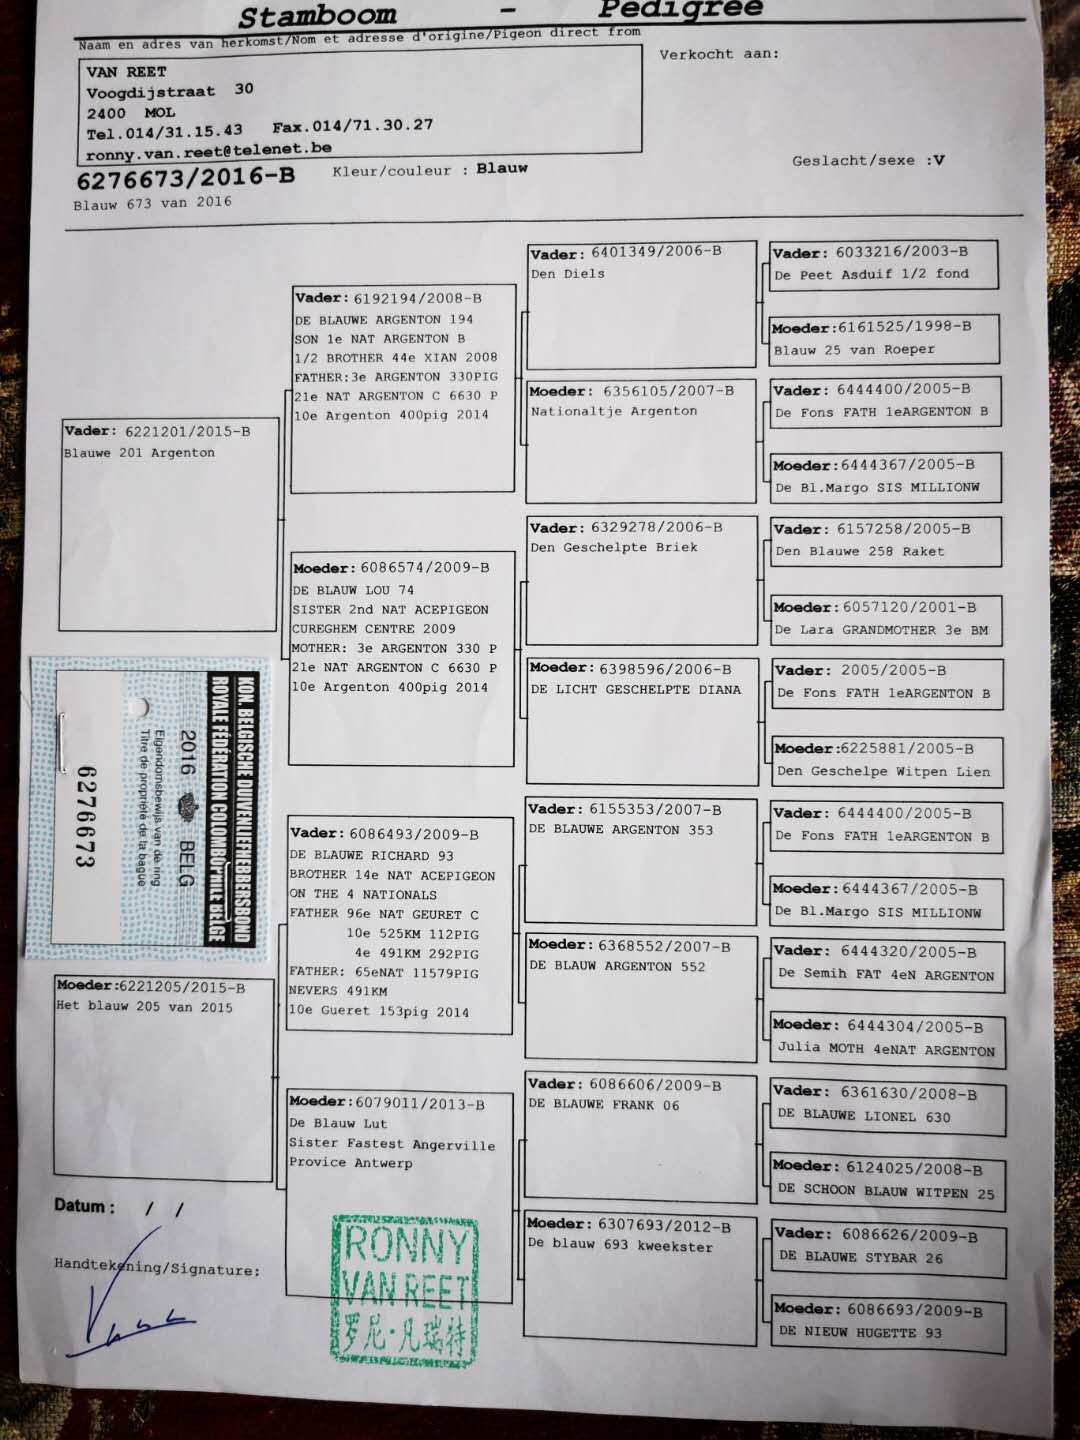 Stamboom - Pedigree
Naam en adres van herkomst/Nom et adresse d'origine/Pigeon direct from
Verkocht aan:
VAN REET
Voogdijstraat 30
2400 MOL
Tel.014/31.15.43 Fax.014/71.30.27
ronny.van.reet@telenet.be
6276673/2016-B Kleur/couleur : Blauw
Geslacht/sexe :V
Blauw 673 van 2016
Vader: 6221201/2015-B
Blauwe 201 Argenton
KON. BELGISCHE DUIVENLIEFHEBBERSBOND
ROYALE FÉDÉRATION COLOMBOPHILE BELGE
2016 BELG
Eigendomsbewijs van de ring
Titre de propriété de la bague
6276673
Moeder:6221205/2015-B
Het blauw 205 van 2015
Datum : / /
Handtekening/Signature:
Vader: 6192194/2008-B
DE BLAUWE ARGENTON 194
SON 1e NAT ARGENTON B
1/2 BROTHER 44e XIAN 2008
FATHER:3e ARGENTON 330PIG
21e NAT ARGENTON C 6630 P
10e Argenton 400pig 2014
Moeder: 6086574/2009-B
DE BLAUW LOU 74
SISTER 2nd NAT ACEPIGEON
CUREGHEM CENTRE 2009
MOTHER: 3e ARGENTON 330 P
21e NAT ARGENTON C 6630 P
10e Argenton 400pig 2014
Vader: 6086493/2009-B
DE BLAUWE RICHARD 93
BROTHER 14e NAT ACEPIGEON
ON THE 4 NATIONALS
FATHER 96e NAT GEURET C
10e 525KM 112PIG
4e 491KM 292PIG
FATHER: 65eNAT 11579PIG
NEVERS 491KM
10e Gueret 153pig 2014
Moeder:6079011/2013-B
De Blauw Lut
Sister Fastest Angerville
Provice Antwerp
RONNY
VAN REET
罗尼·凡瑞特
Vader: 6401349/2006-B
Den Diels
Moeder: 6356105/2007-B
Nationaltje Argenton
Vader: 6329278/2006-B
Den Geschelpte Briek
Moeder: 6398596/2006-B
DE LICHT GESCHELPTE DIANA
Vader: 6155353/2007-B
DE BLAUWE ARGENTON 353
Moeder: 6368552/2007-B
DE BLAUW ARGENTON 552
Vader: 6086606/2009-B
DE BLAUWE FRANK 06
Moeder: 6307693/2012-B
De blauw 693 kweekster
Vader: 6033216/2003-B
De Peet Asduif 1/2 fond
Moeder:6161525/1998-B
Blauw 25 van Roeper
Vader: 6444400/2005-B
De Fons FATH 1eARGENTON B
Moeder:6444367/2005-B
De Bl.Margo SIS MILLIONW
Vader: 6157258/2005-B
Den Blauwe 258 Raket
Moeder:6057120/2001-B
De Lara GRANDMOTHER 3e BM
Vader: 2005/2005-B
De Fons FATH 1eARGENTON B
Moeder:6225881/2005-B
Den Geschelpe Witpen Lien
Vader: 6444400/2005-B
De Fons FATH 1eARGENTON B
Moeder:6444367/2005-B
De Bl.Margo SIS MILLIONW
Vader: 6444320/2005-B
De Semih FAT 4eN ARGENTON
Moeder: 6444304/2005-B
Julia MOTH 4eNAT ARGENTON
Vader: 6361630/2008-B
DE BLAUWE LIONEL 630
Moeder: 6124025/2008-B
DE SCHOON BLAUW WITPEN 25
Vader: 6086626/2009-B
DE BLAUWE STYBAR 26
Moeder: 6086693/2009-B
DE NIEUW HUGETTE 93